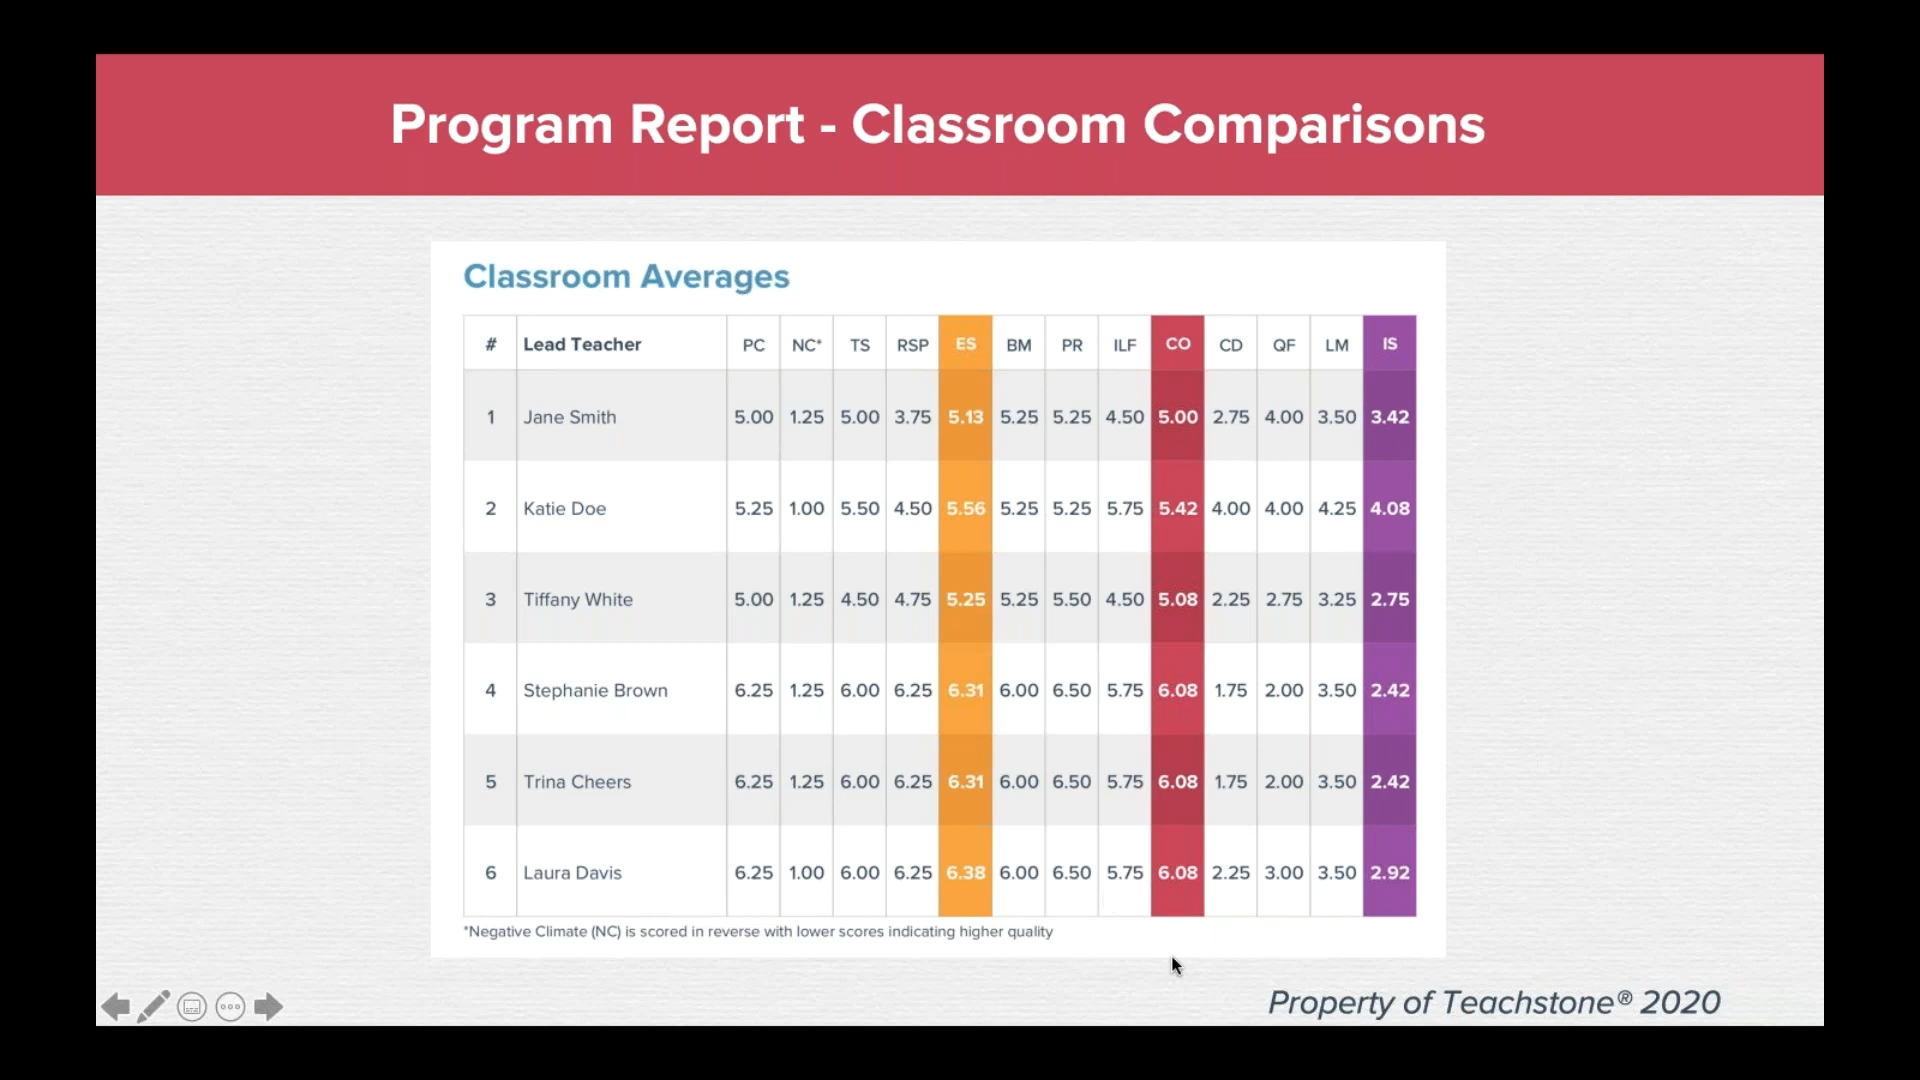 Program Report - Classroom Comparisons
Classroom Averages
# Lead Teacher PC NC* TS RSP ES BM PR ILF CO CD QF LM IS
1 Jane Smith 5.00 1.25 5.00 3.75 5.13 5.25 5.25 4.50 5.00 2.75 4.00 3.50 3.42
2 Katie Doe 5.25 1.00 5.50 4.50 5.56 5.25 5.25 5.75 5.42 4.00 4.00 4.25 4.08
3 Tiffany White 5.00 1.25 4.50 4.75 5.25 5.25 5.50 4.50 5.08 2.25 2.75 3.25 2.75
4 Stephanie Brown 6.25 1.25 6.00 6.25 6.31 6.00 6.50 5.75 6.08 1.75 2.00 3.50 2.42
5 Trina Cheers 6.25 1.25 6.00 6.25 6.31 6.00 6.50 5.75 6.08 1.75 2.00 3.50 2.42
6 Laura Davis 6.25 1.00 6.00 6.25 6.38 6.00 6.50 5.75 6.08 2.25 3.00 3.50 2.92
*Negative Climate (NC) is scored in reverse with lower scores indicating higher quality
Property of Teachstone® 2020